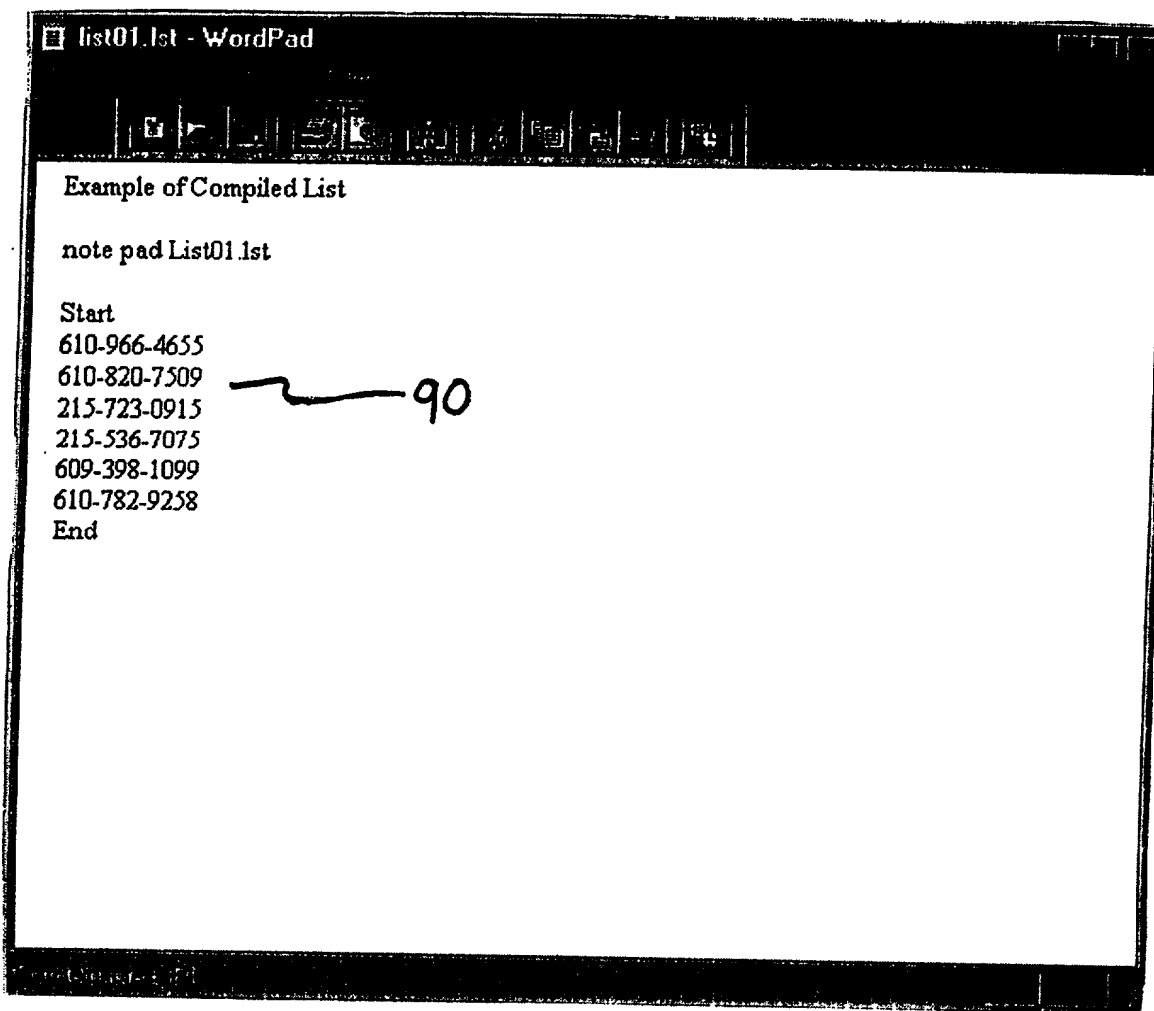 list01.lst - WordPad
Example of Compiled List
note pad List01.lst
Start
610-966-4655
610-820-7509
90
215-723-0915
215-536-7075
609-398-1099
610-782-9258
End